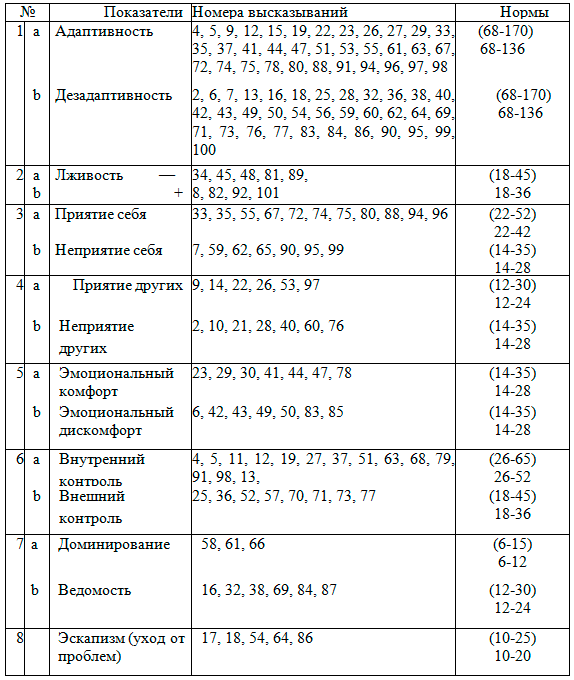 № Показатели Номера высказываний Нормы
1 a Адаптивность 4, 5, 9, 12, 15, 19, 22, 23, 26, 27, 29, 33, (68-170)
35, 37, 41, 44, 47, 51, 53, 55, 61, 63, 67, 68-136
72, 74, 75, 78, 80, 88, 91, 94, 96, 97, 98
b Дезадаптивность 2, 6, 7, 13, 16, 18, 25, 28, 32, 36, 38, 40, (68-170)
42, 43, 49, 50, 54, 56, 59, 60, 62, 64, 69, 68-136
71, 73, 76, 77, 83, 84, 86, 90, 95, 99,
100
2 a Лживость — 34, 45, 48, 81, 89, (18-45)
b + 8, 82, 92, 101 18-36
3 a Приятие себя 33, 35, 55, 67, 72, 74, 75, 80, 88, 94, 96 (22-52)
22-42
b Неприятие себя 7, 59, 62, 65, 90, 95, 99 (14-35)
14-28
4 a Приятие других 9, 14, 22, 26, 53, 97 (12-30)
12-24
b Неприятие 2, 10, 21, 28, 40, 60, 76 (14-35)
других 14-28
5 a Эмоциональный 23, 29, 30, 41, 44, 47, 78 (14-35)
комфорт 14-28
b Эмоциональный 6, 42, 43, 49, 50, 83, 85 (14-35)
дискомфорт 14-28
6 a Внутренний 4, 5, 11, 12, 19, 27, 37, 51, 63, 68, 79, (26-65)
контроль 91, 98, 13, 26-52
b Внешний 25, 36, 52, 57, 70, 71, 73, 77 (18-45)
контроль 18-36
7 a Доминирование 58, 61, 66 (6-15)
6-12
b Ведомость 16, 32, 38, 69, 84, 87 (12-30)
12-24
8 Эскапизм (уход от 17, 18, 54, 64, 86 (10-25)
проблем) 10-20